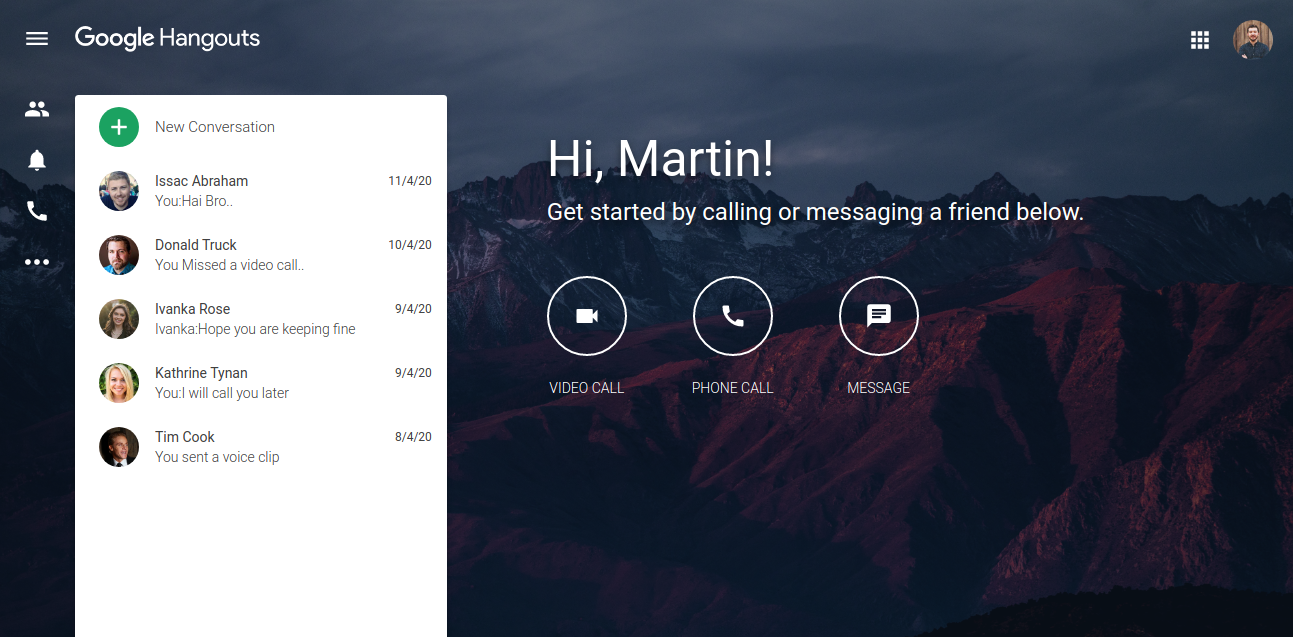 Google Hangouts
New Conversation
Issac Abraham 11/4/20
You:Hai Bro..
Donald Truck 10/4/20
You Missed a video call..
Ivanka Rose 9/4/20
Ivanka:Hope you are keeping fine
Kathrine Tynan 9/4/20
You:I will call you later
Tim Cook 8/4/20
You sent a voice clip
Hi, Martin!
Get started by calling or messaging a friend below.
VIDEO CALL PHONE CALL MESSAGE